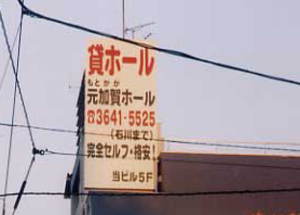 貸ホール
もとかが
元加賀ホール
☎3641-5525
(石川まで)
完全セルフ・格安!
当ビル5F